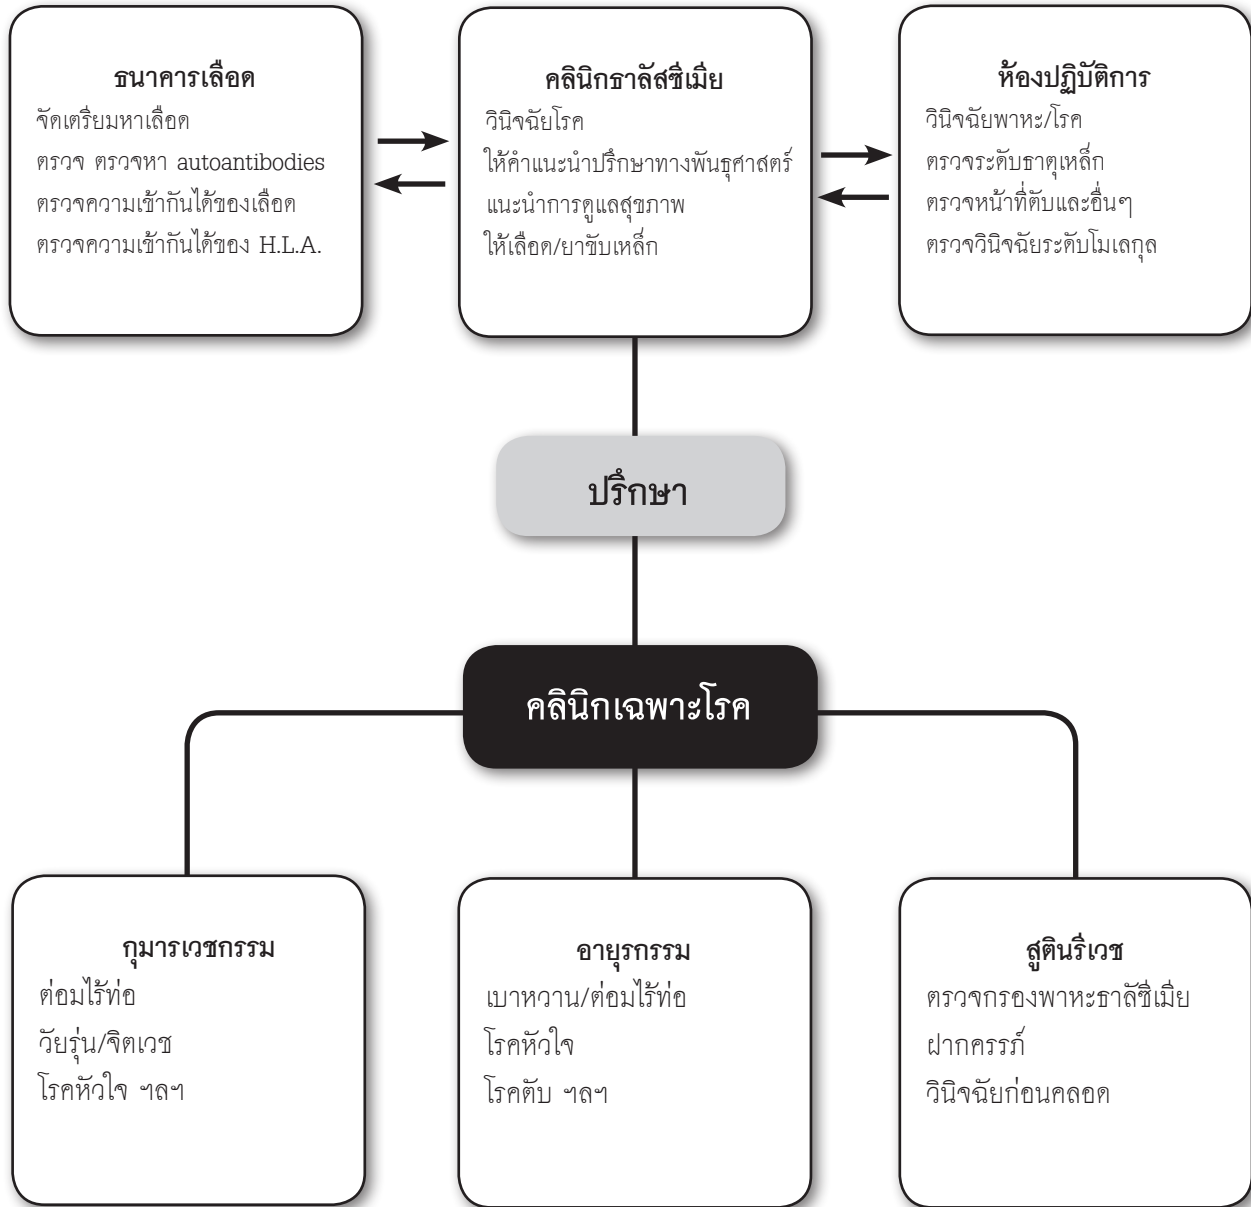 ธนาคารเลือด
จัดเตรียมหาเลือด
ตรวจ ตรวจหา autoantibodies
ตรวจความเข้ากันได้ของเลือด
ตรวจความเข้ากันได้ของ H.L.A.
คลินิกธาลัสซีเมีย
วินิจฉัยโรค
ให้คำแนะนำปรึกษาทางพันธุศาสตร์
แนะนำการดูแลสุขภาพ
ให้เลือด/ยาขับเหล็ก
ห้องปฏิบัติการ
วินิจฉัยพาหะ/โรค
ตรวจระดับธาตุเหล็ก
ตรวจหน้าที่ตับและอื่นๆ
ตรวจวินิจฉัยระดับโมเลกุล
ปรึกษา
คลินิกเฉพาะโรค
กุมารเวชกรรม
ต่อมไร้ท่อ
วัยรุ่น/จิตเวช
โรคหัวใจ ฯลฯ
อายุรกรรม
เบาหวาน/ต่อมไร้ท่อ
โรคหัวใจ
โรคตับ ฯลฯ
สูตินรีเวช
ตรวจกรองพาหะธาลัซีเมีย
ฝากครรภ์
วินิจฉัยก่อนคลอด